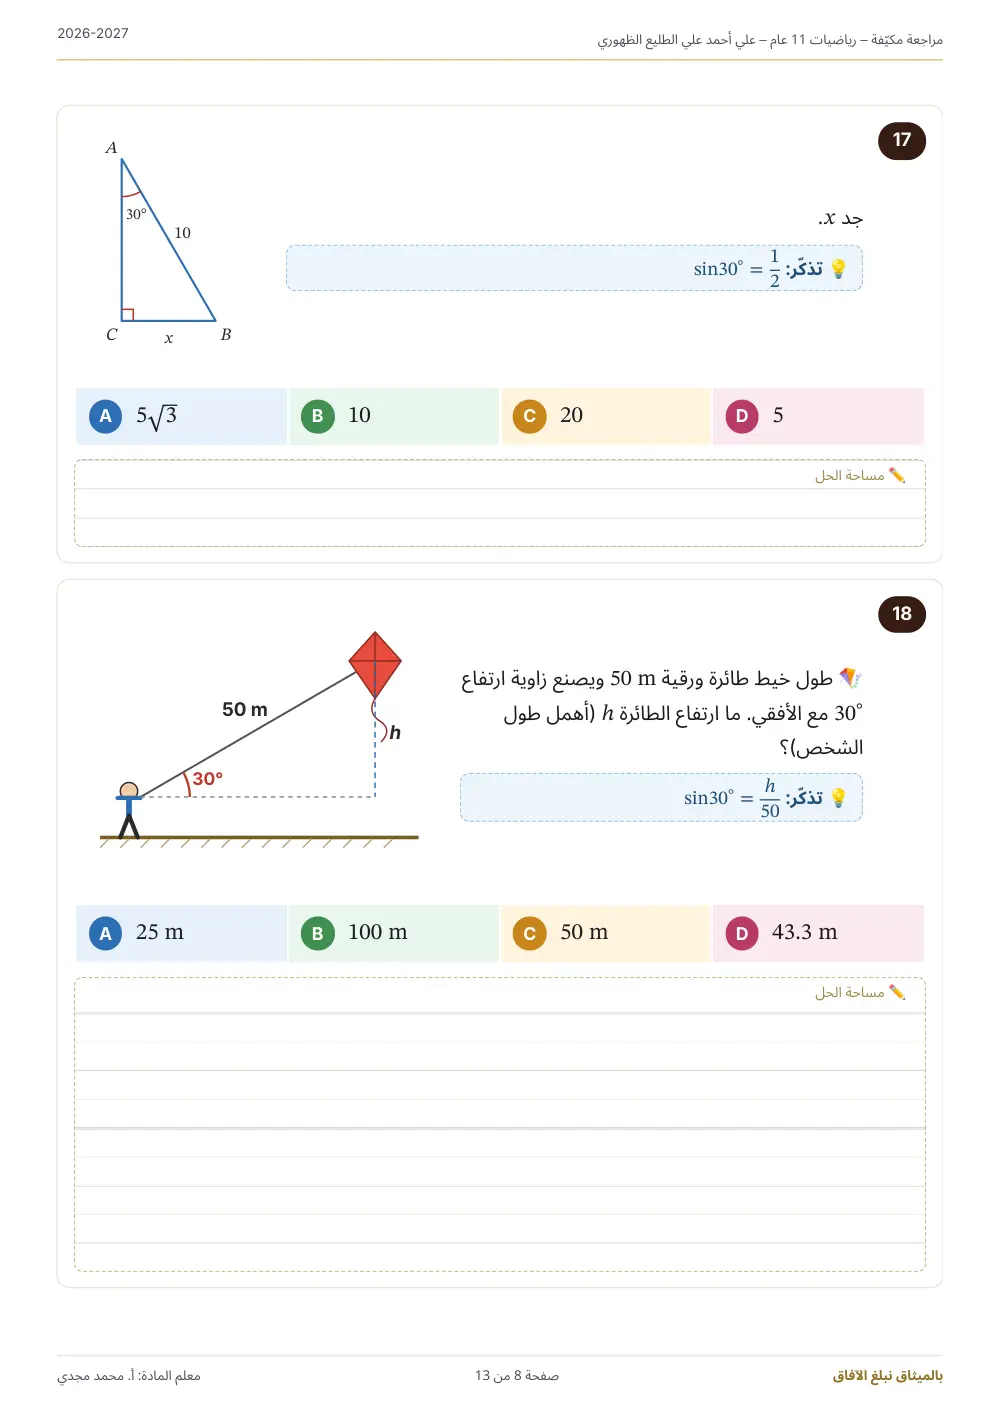 مراجعة مكثّفة – رياضيات 11 عام – علي أحمد علي الطليع الظهوري
2026-2027
17
جد x.
💡 تذكّر: sin30° = 1/2
A
30°
10
C
x
B
A 5√3
B 10
C 20
D 5
✏️ مساحة الحل
18
🪁 طول خيط طائرة ورقية 50 m ويصنع زاوية ارتفاع
30° مع الأفقي. ما ارتفاع الطائرة h (أهمل طول
الشخص)؟
💡 تذكّر: sin30° = h/50
50 m
h
30°
A 25 m
B 100 m
C 50 m
D 43.3 m
✏️ مساحة الحل
بالميثاق نبلغ الآفاق
صفحة 8 من 13
معلم المادة: أ. محمد مجدي